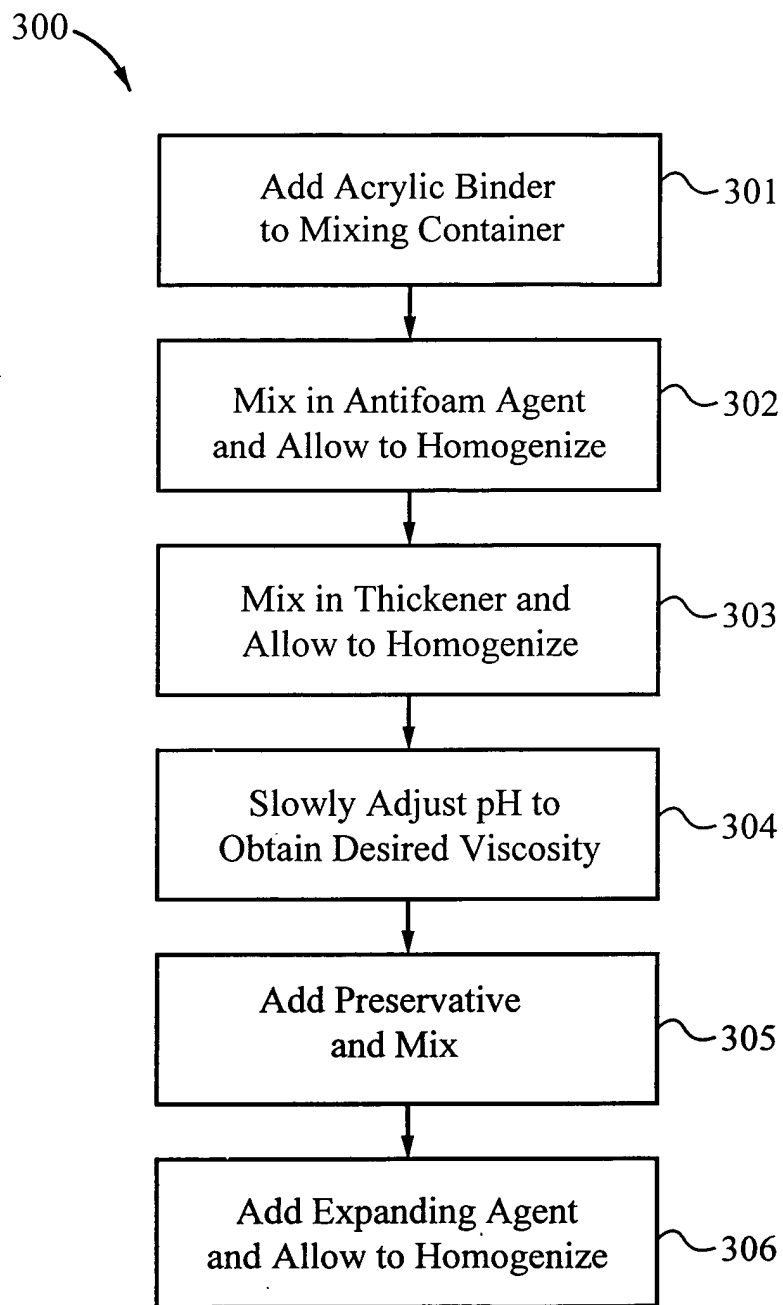 300
Add Acrylic Binder
to Mixing Container
301
Mix in Antifoam Agent
and Allow to Homogenize
302
Mix in Thickener and
Allow to Homogenize
303
Slowly Adjust pH to
Obtain Desired Viscosity
304
Add Preservative
and Mix
305
Add Expanding Agent
and Allow to Homogenize
306